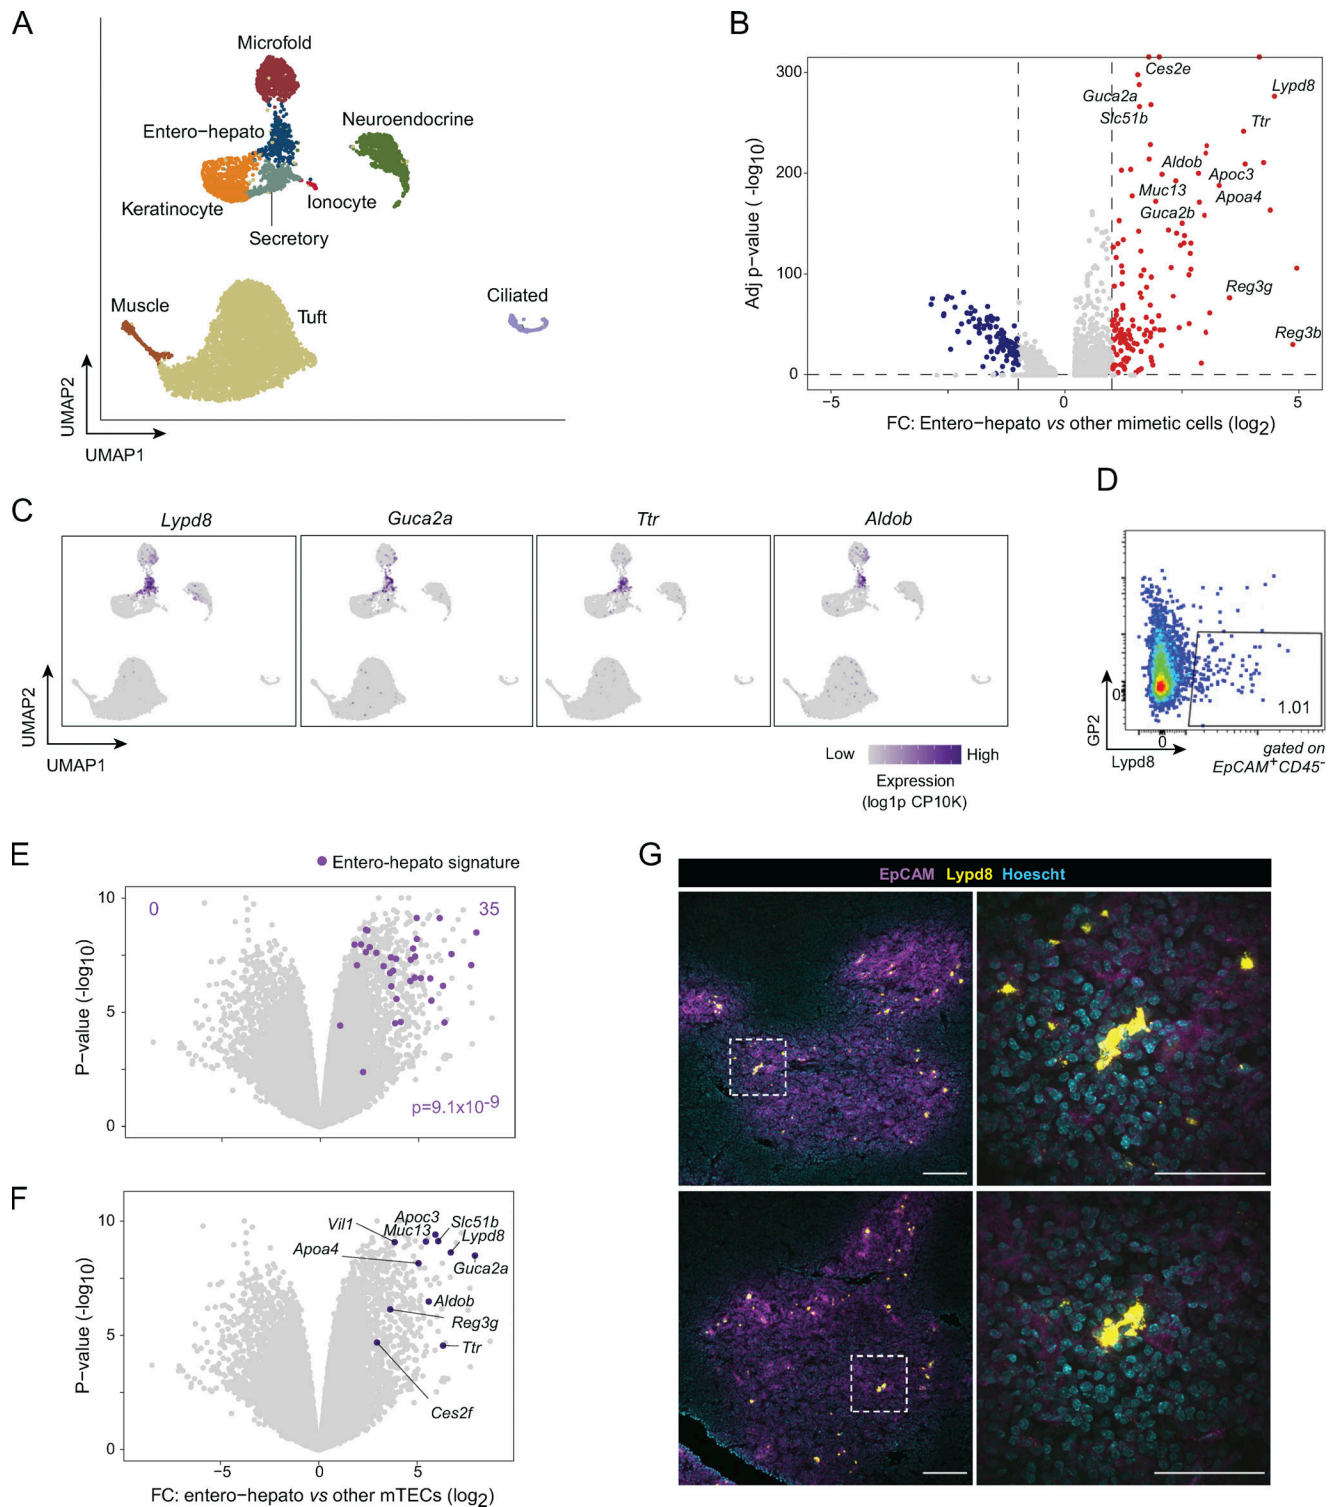 A
Microfold
Entero-hepato
Neuroendocrine
Keratinocyte
Ionocyte
Secretory
Muscle
Tuft
Ciliated
UMAP2
UMAP1
B
Adj p-value ( -log10)
300
200
100
0
Ces2e
Lypd8
Guca2a
Slc51b
Ttr
Aldob
Apoc3
Muc13
Apoa4
Guca2b
Reg3g
Reg3b
-5
0
5
FC: Entero-hepato vs other mimetic cells (log2)
C
Lypd8
Guca2a
Ttr
Aldob
UMAP2
UMAP1
Low
High
Expression
(log1p CP10K)
D
GP2
0
1.01
0
Lypd8
gated on
EpCAM+CD45-
E
Entero-hepato signature
P-value (-log10)
10
5
0
0
35
p=9.1x10-9
F
P-value (-log10)
10
5
0
Vil1
Apoc3
Muc13
Slc51b
Lypd8
Apoa4
Guca2a
Aldob
Reg3g
Ttr
Ces2f
-5
0
5
FC: entero-hepato vs other mTECs (log2)
G
EpCAM Lypd8 Hoescht